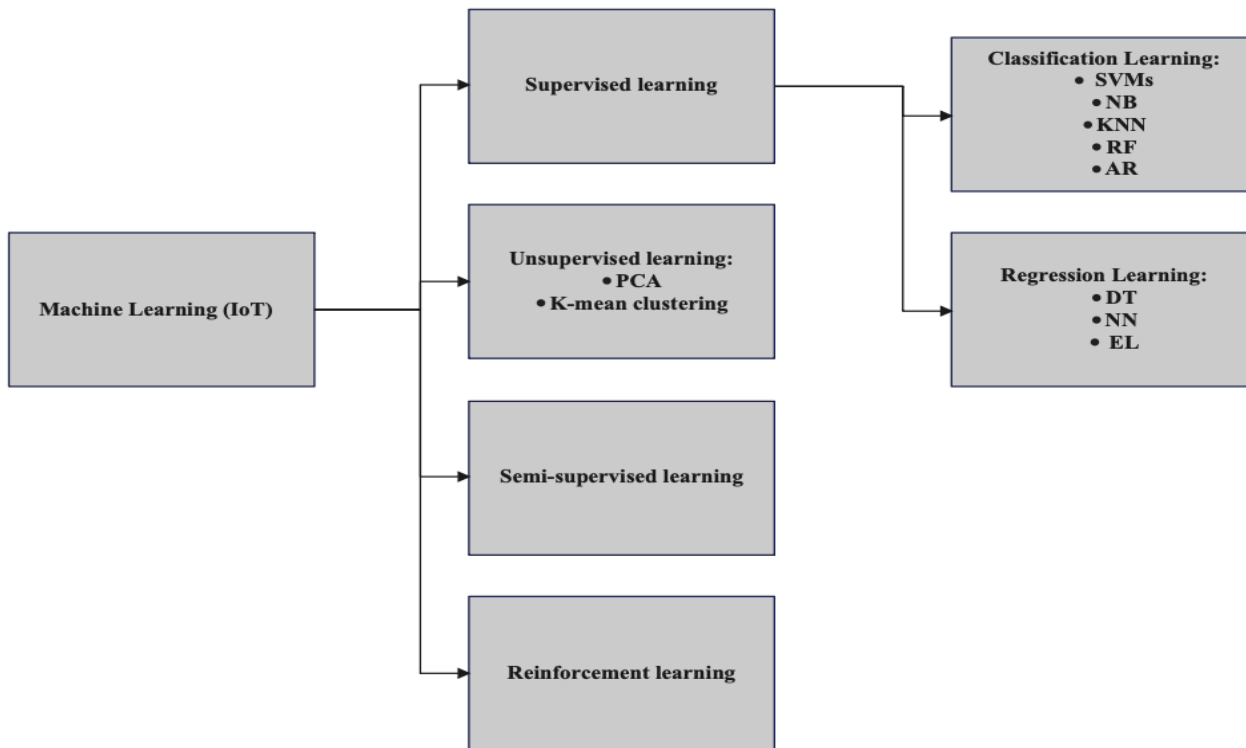 Machine Learning (IoT)
Supervised learning
Unsupervised learning:
• PCA
• K-mean clustering
Semi-supervised learning
Reinforcement learning
Classification Learning:
• SVMs
• NB
• KNN
• RF
• AR
Regression Learning:
• DT
• NN
• EL